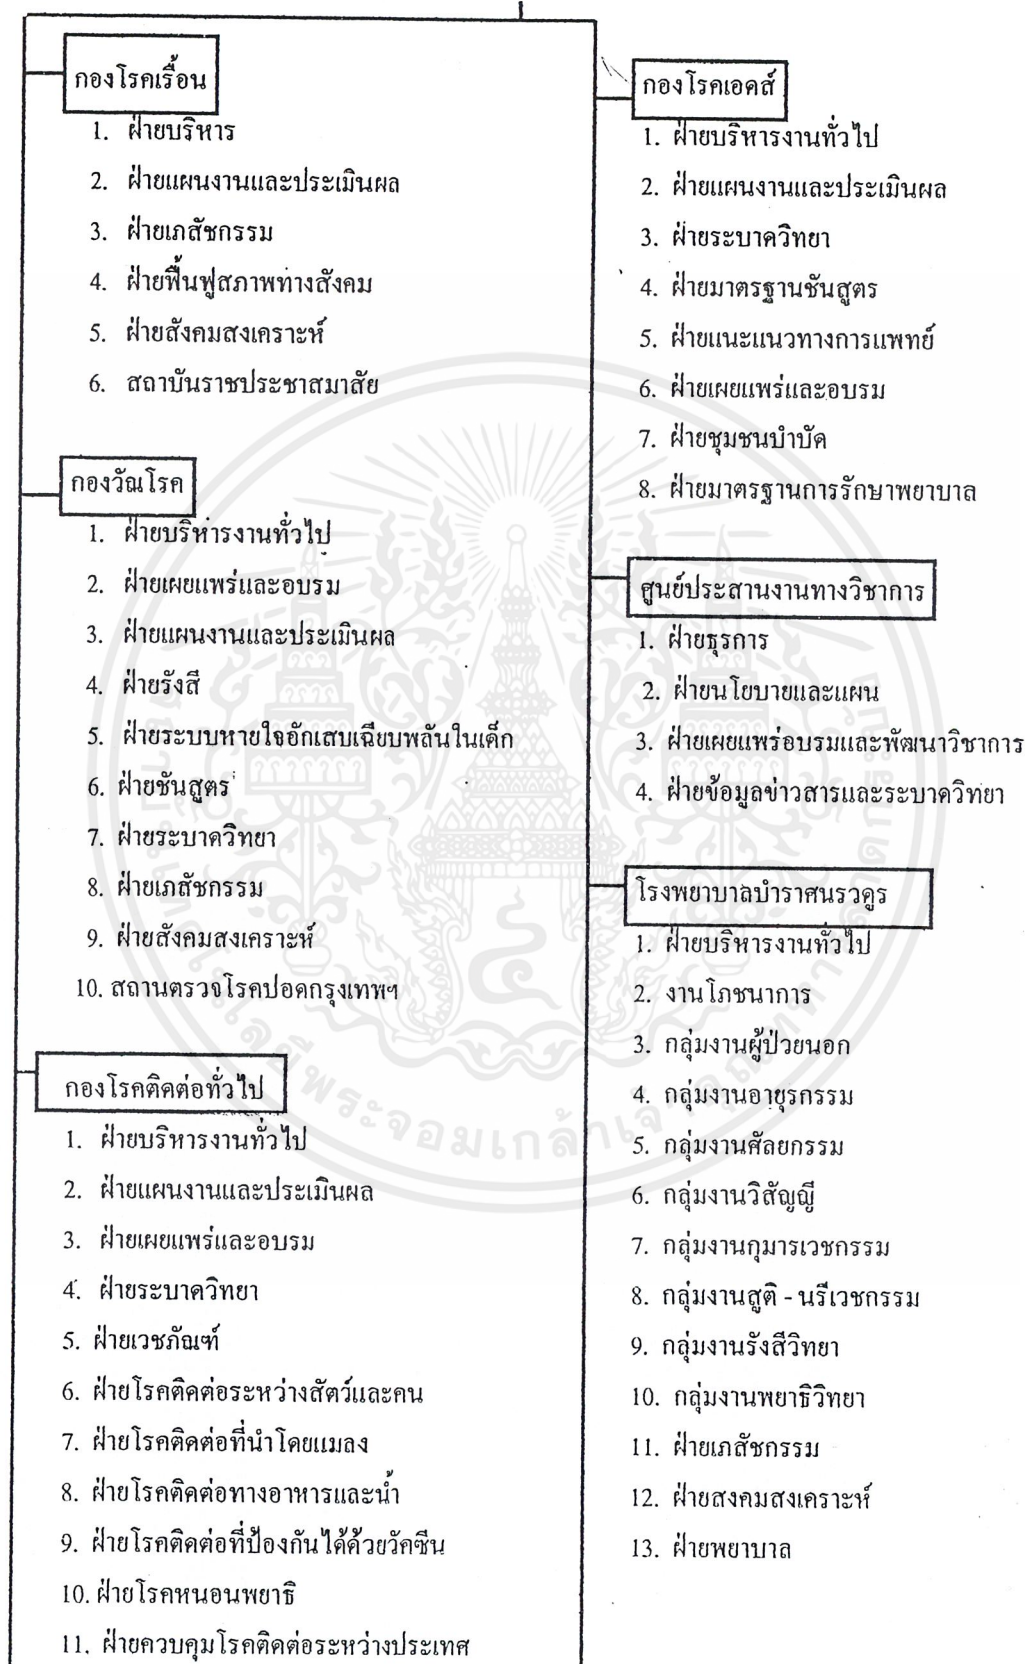 กองโรคเรื้อน
1. ฝ่ายบริหาร
2. ฝ่ายแผนงานและประเมินผล
3. ฝ่ายเภสัชกรรม
4. ฝ่ายฟื้นฟูสภาพทางสังคม
5. ฝ่ายสังคมสงเคราะห์
6. สถาบันราชประชาสมาสัย
กองวัณโรค
1. ฝ่ายบริหารงานทั่วไป
2. ฝ่ายเผยแพร่และอบรม
3. ฝ่ายแผนงานและประเมินผล
4. ฝ่ายรังสี
5. ฝ่ายระบบหายใจอักเสบเฉียบพลันในเด็ก
6. ฝ่ายชันสูตร
7. ฝ่ายระบาดวิทยา
8. ฝ่ายเภสัชกรรม
9. ฝ่ายสังคมสงเคราะห์
10. สถานตรวจโรคปอดกรุงเทพฯ
กองโรคติดต่อทั่วไป
1. ฝ่ายบริหารงานทั่วไป
2. ฝ่ายแผนงานและประเมินผล
3. ฝ่ายเผยแพร่และอบรม
4. ฝ่ายระบาดวิทยา
5. ฝ่ายเวชภัณฑ์
6. ฝ่ายโรคติดต่อระหว่างสัตว์และคน
7. ฝ่ายโรคติดต่อที่นำโดยแมลง
8. ฝ่ายโรคติดต่อทางอาหารและน้ำ
9. ฝ่ายโรคติดต่อที่ป้องกันได้ด้วยวัคซีน
10. ฝ่ายโรคหนอนพยาธิ
11. ฝ่ายควบคุมโรคติดต่อระหว่างประเทศ
กองโรคเอดส์
1. ฝ่ายบริหารงานทั่วไป
2. ฝ่ายแผนงานและประเมินผล
3. ฝ่ายระบาดวิทยา
4. ฝ่ายมาตรฐานชันสูตร
5. ฝ่ายแนะแนวทางการแพทย์
6. ฝ่ายเผยแพร่และอบรม
7. ฝ่ายชุมชนบำบัด
8. ฝ่ายมาตรฐานการรักษาพยาบาล
ศูนย์ประสานงานทางวิชาการ
1. ฝ่ายธุรการ
2. ฝ่ายนโยบายและแผน
3. ฝ่ายเผยแพร่อบรมและพัฒนาวิชาการ
4. ฝ่ายข้อมูลข่าวสารและระบาดวิทยา
โรงพยาบาลบำราศนราดูร
1. ฝ่ายบริหารงานทั่วไป
2. งานโภชนาการ
3. กลุ่มงานผู้ป่วยนอก
4. กลุ่มงานอายุรกรรม
5. กลุ่มงานศัลยกรรม
6. กลุ่มงานวิสัญญี
7. กลุ่มงานกุมารเวชกรรม
8. กลุ่มงานสูติ - นรีเวชกรรม
9. กลุ่มงานรังสีวิทยา
10. กลุ่มงานพยาธิวิทยา
11. ฝ่ายเภสัชกรรม
12. ฝ่ายสงคมสงเคราะห์
13. ฝ่ายพยาบาล